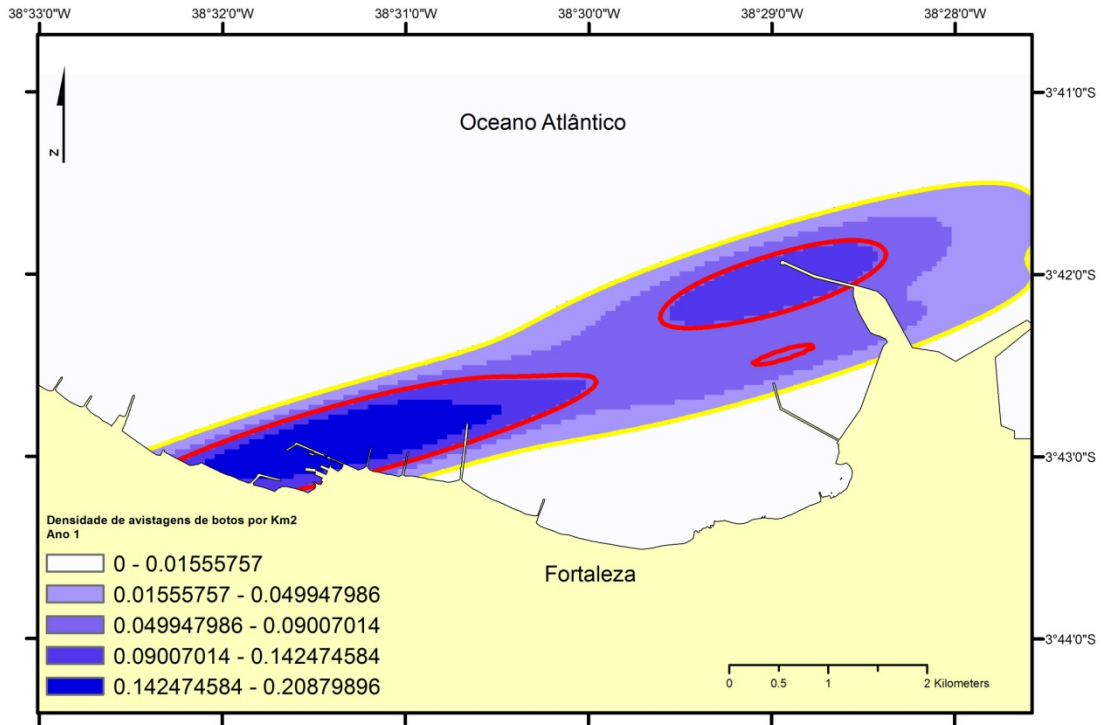 38°33'0"W 38°32'0"W 38°31'0"W 38°30'0"W 38°29'0"W 38°28'0"W
3°41'0"S
Oceano Atlântico
N
3°42'0"S
3°43'0"S
Densidade de avistagens de botos por Km2
Ano 1
0 - 0.01555757
Fortaleza
0.01555757 - 0.049947986
0.049947986 - 0.09007014
3°44'0"S
0.09007014 - 0.142474584
0.142474584 - 0.20879896
0 0.5 1 2 Kilometers